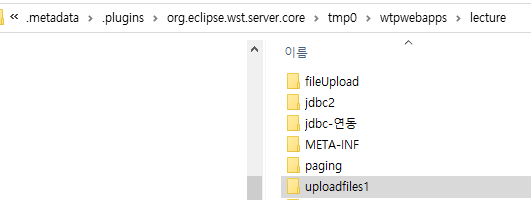 « .metadata > .plugins > org.eclipse.wst.server.core > tmp0 > wtpwebapps > lecture
이름
fileUpload
jdbc2
jdbc-연동
META-INF
paging
uploadfiles1